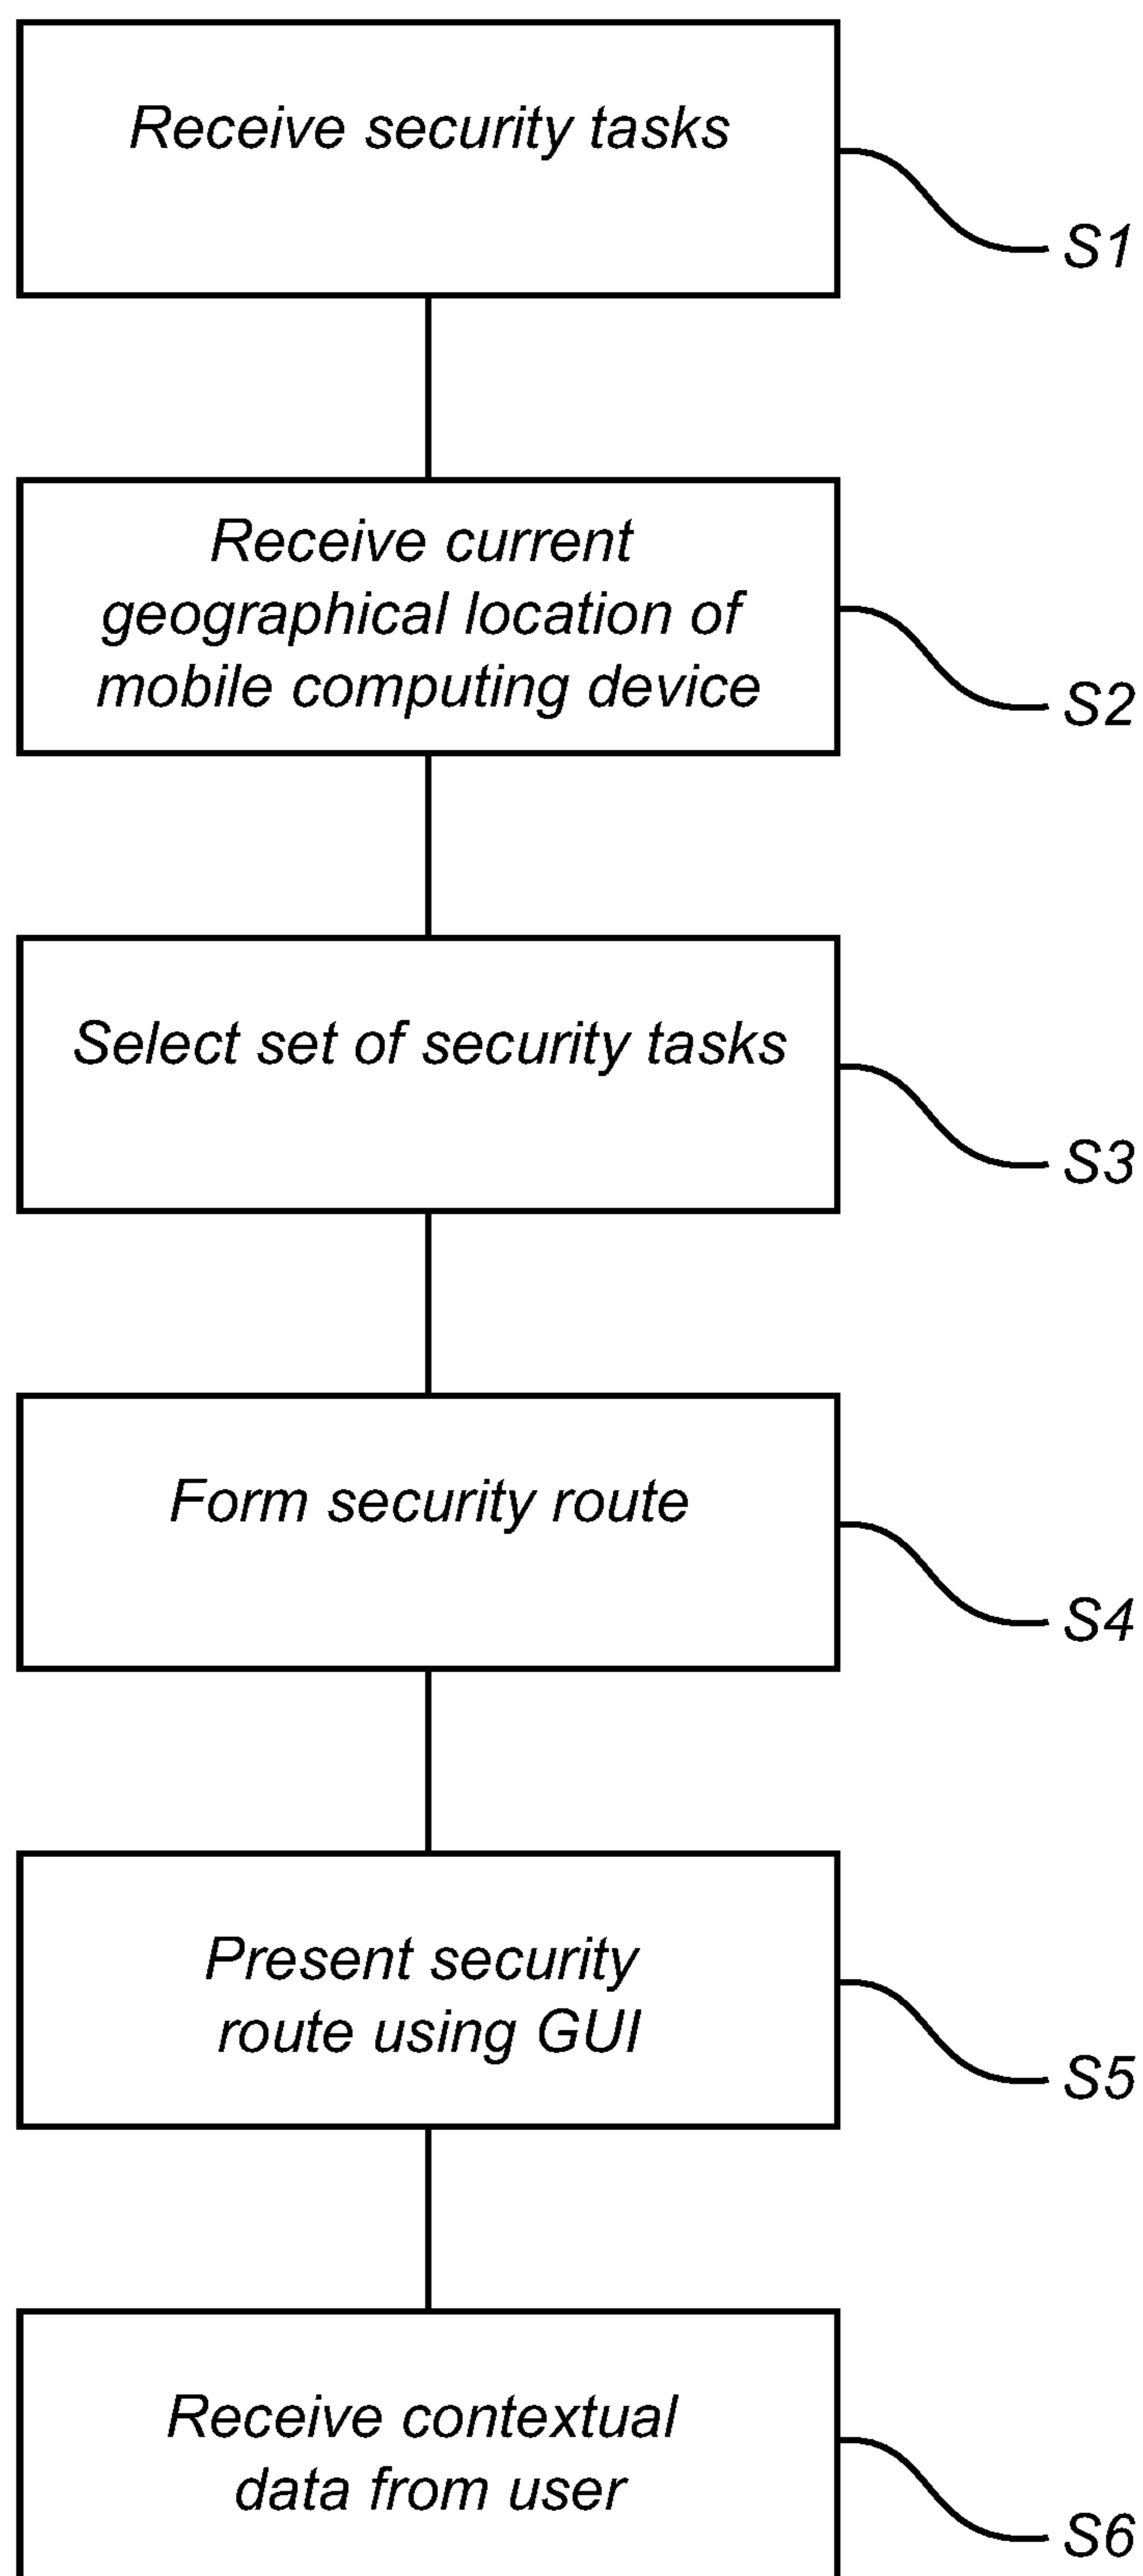 Receive security tasks
S1
Receive current
geographical location of
mobile computing device
S2
Select set of security tasks
S3
Form security route
S4
Present security
route using GUI
S5
Receive contextual
data from user
S6